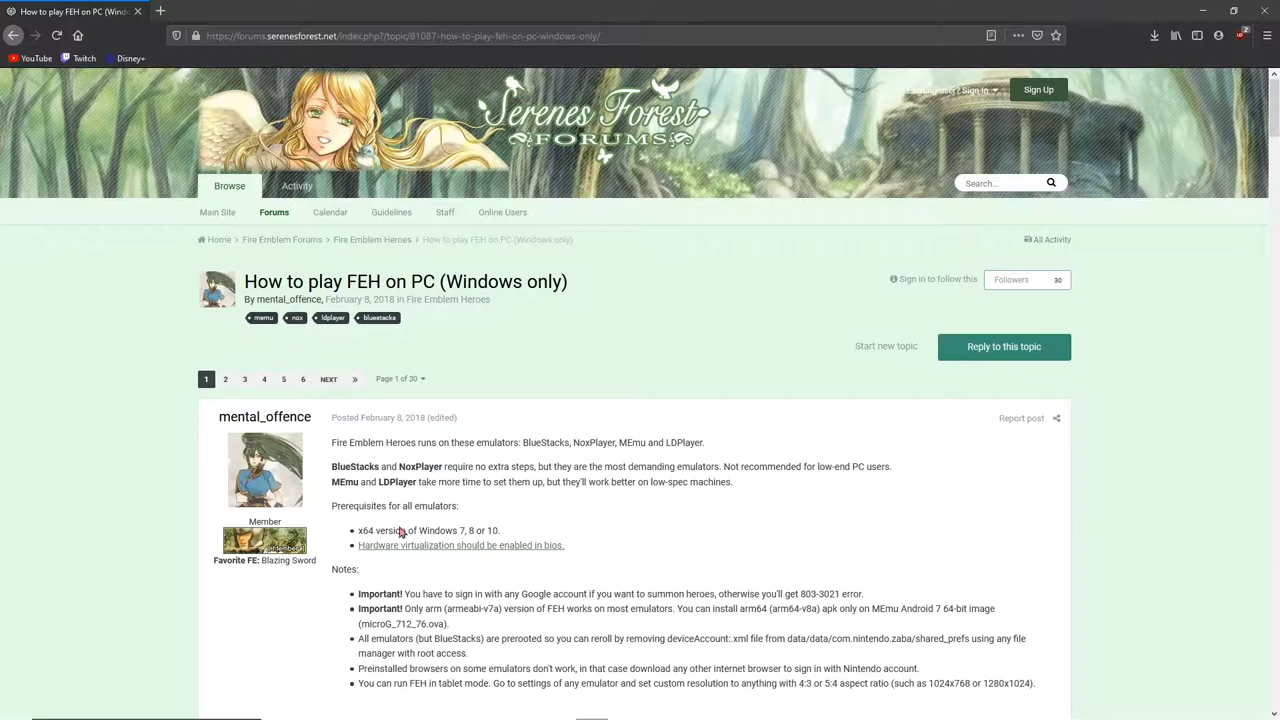 How to play FEH on PC (Windo
https://forums.serenesforest.net/index.php?/topic/81087-how-to-play-feh-on-pc-windows-only/
YouTube Twitch Disney+
Serenes Forest
FORUMS
Sign In
Sign Up
Browse Activity
Search...
Main Site Forums Calendar Guidelines Staff Online Users
Home > Fire Emblem Forums > Fire Emblem Heroes > How to play FEH on PC (Windows only)
All Activity
How to play FEH on PC (Windows only)
By mental_offence, February 8, 2018 in Fire Emblem Heroes
memu nox ldplayer bluestacks
Sign in to follow this
Followers 30
Start new topic
Reply to this topic
1 2 3 4 5 6 NEXT » Page 1 of 30
mental_offence
Member
Favorite FE: Blazing Sword
Posted February 8, 2018 (edited)
Report post
Fire Emblem Heroes runs on these emulators: BlueStacks, NoxPlayer, MEmu and LDPlayer.
BlueStacks and NoxPlayer require no extra steps, but they are the most demanding emulators. Not recommended for low-end PC users.
MEmu and LDPlayer take more time to set them up, but they'll work better on low-spec machines.
Prerequisites for all emulators:
• x64 version of Windows 7, 8 or 10.
• Hardware virtualization should be enabled in bios.
Notes:
• Important! You have to sign in with any Google account if you want to summon heroes, otherwise you'll get 803-3021 error.
• Important! Only arm (armeabi-v7a) version of FEH works on most emulators. You can install arm64 (arm64-v8a) apk only on MEmu Android 7 64-bit image
(microG_712_76.ova).
• All emulators (but BlueStacks) are prerooted so you can reroll by removing deviceAccount:.xml file from data/data/com.nintendo.zaba/shared_prefs using any file
manager with root access.
• Preinstalled browsers on some emulators don't work, in that case download any other internet browser to sign in with Nintendo account.
• You can run FEH in tablet mode. Go to settings of any emulator and set custom resolution to anything with 4:3 or 5:4 aspect ratio (such as 1024x768 or 1280x1024).